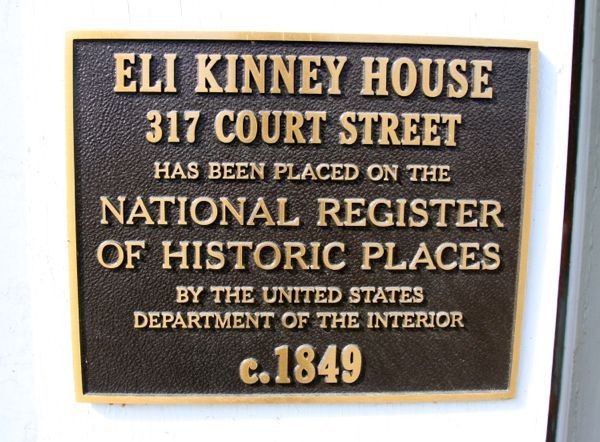 ELI KINNEY HOUSE
317 COURT STREET
HAS BEEN PLACED ON THE
NATIONAL REGISTER
OF HISTORIC PLACES
BY THE UNITED STATES
DEPARTMENT OF THE INTERIOR
c.1849